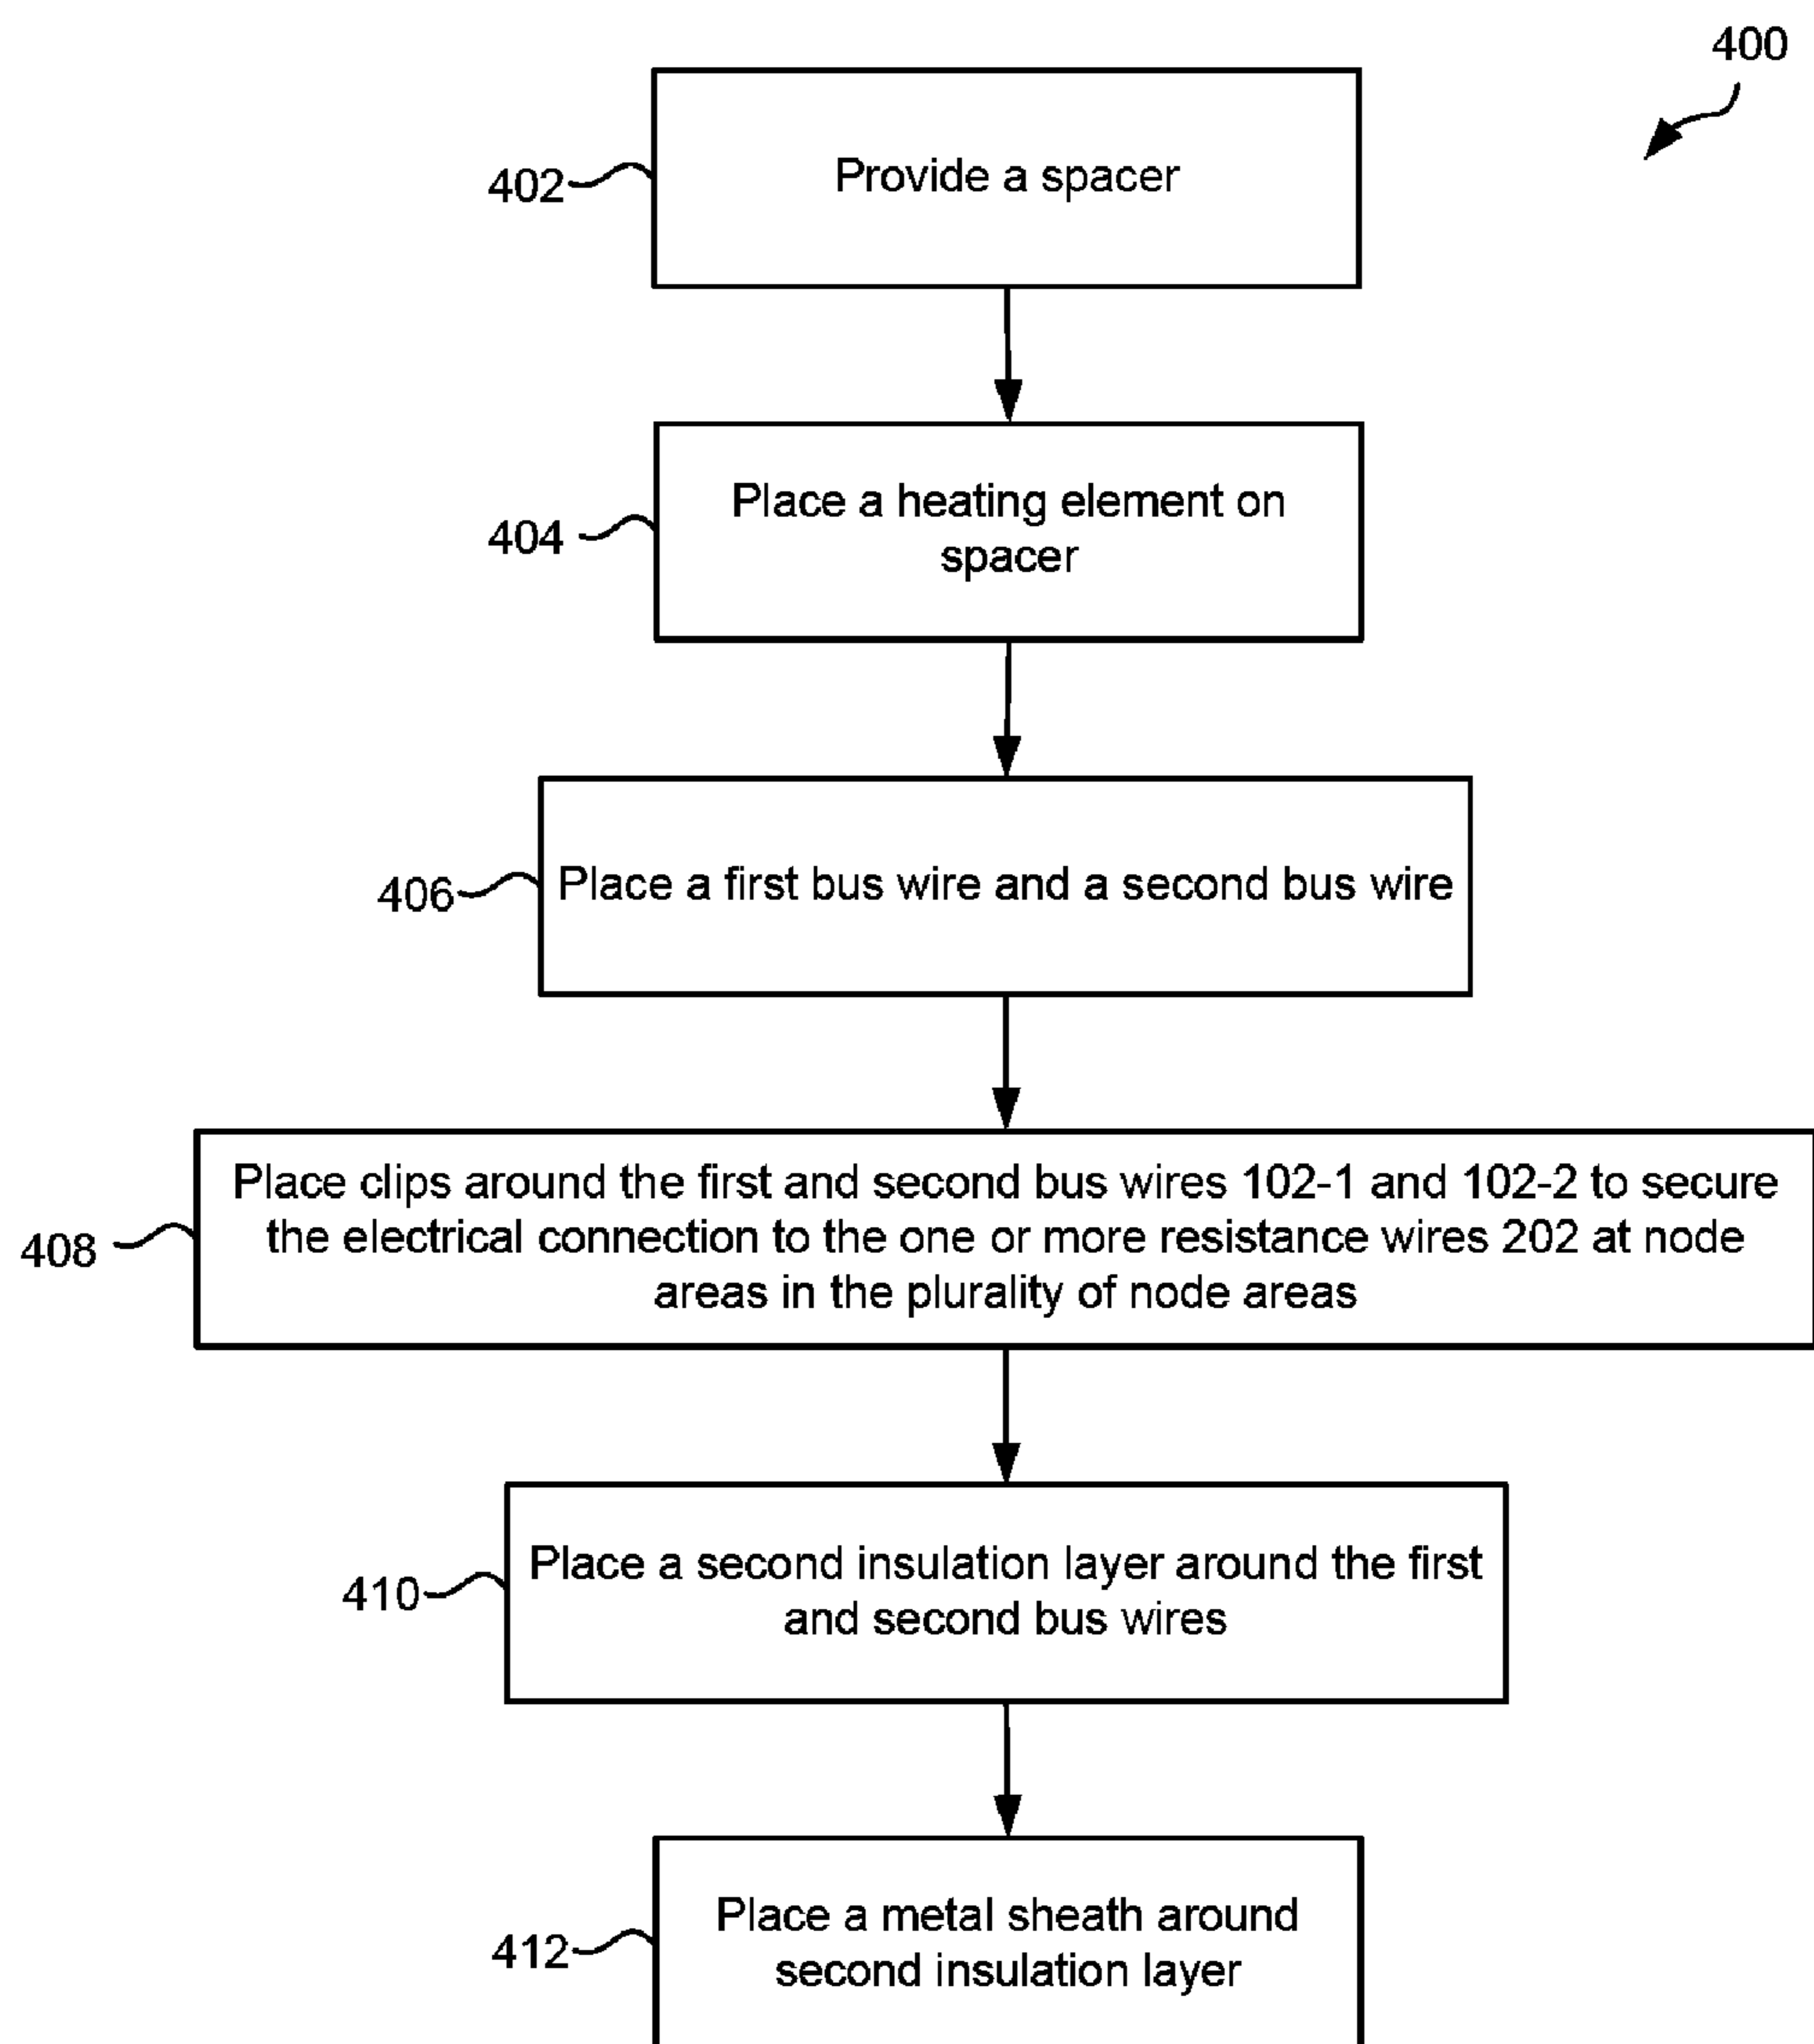 400
402
Provide a spacer
404
Place a heating element on
spacer
406
Place a first bus wire and a second bus wire
408
Place clips around the first and second bus wires 102-1 and 102-2 to secure
the electrical connection to the one or more resistance wires 202 at node
areas in the plurality of node areas
410
Place a second insulation layer around the first
and second bus wires
412
Place a metal sheath around
second insulation layer